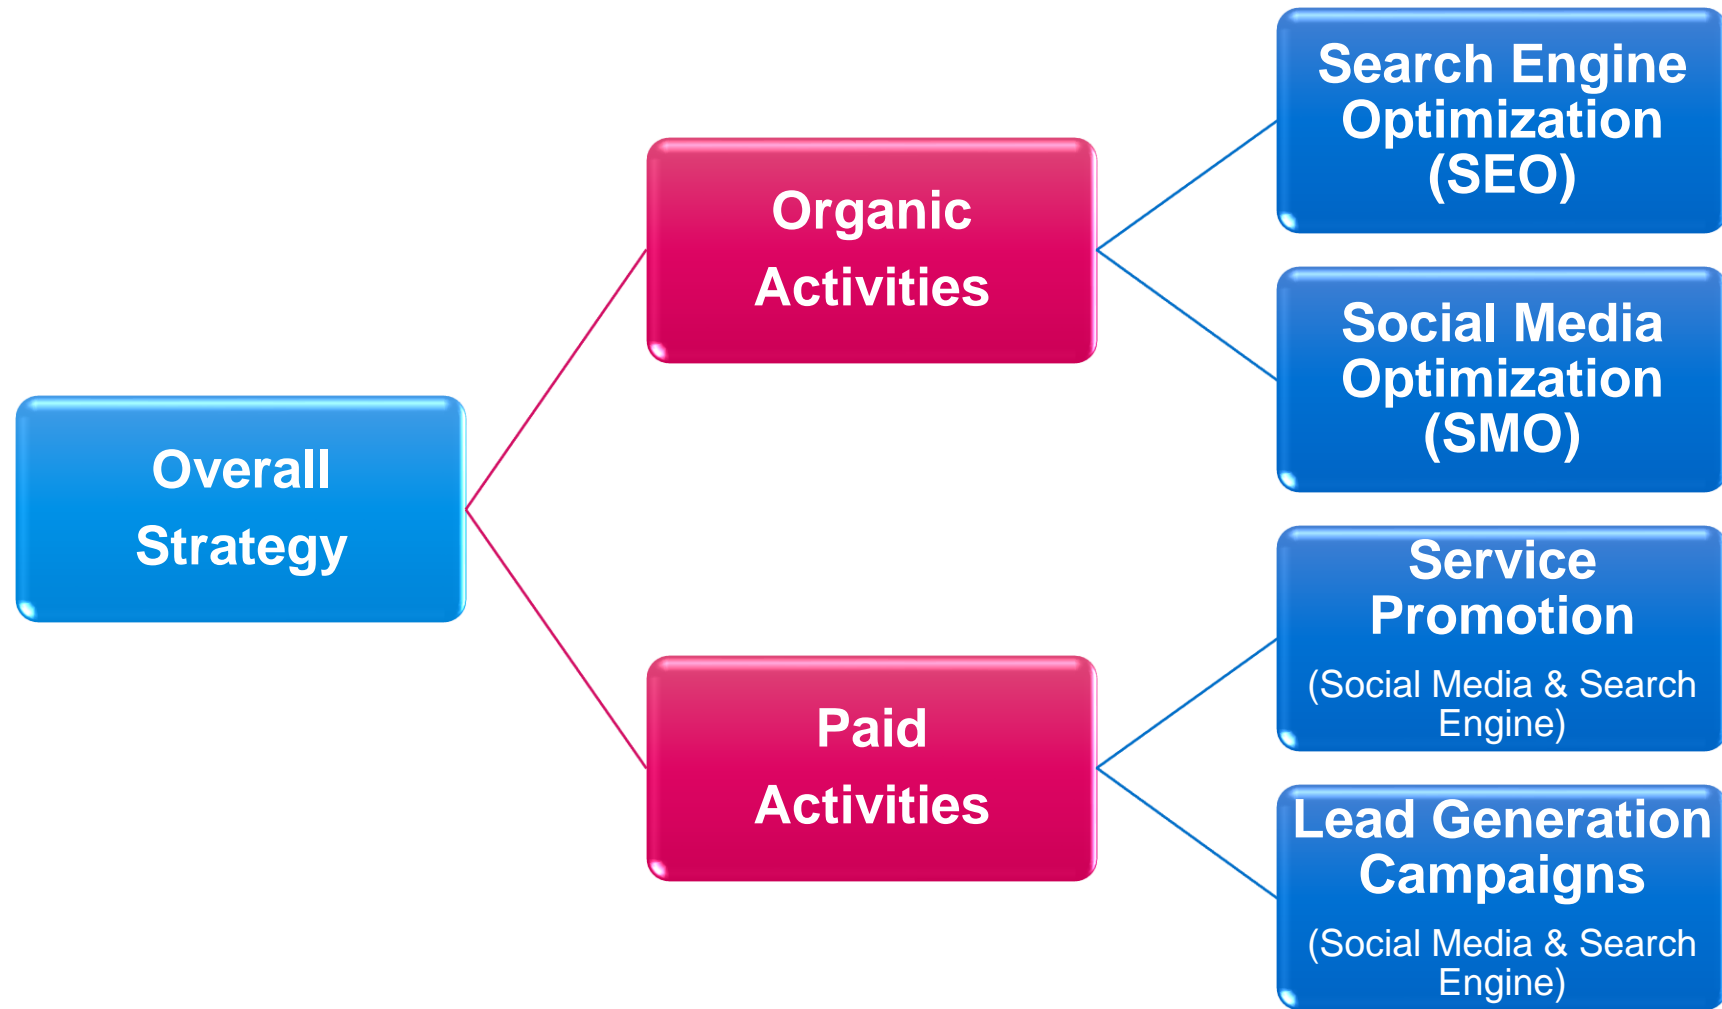 Overall
Strategy
Organic
Activities
Search Engine
Optimization
(SEO)
Social Media
Optimization
(SMO)
Paid
Activities
Service
Promotion
(Social Media & Search
Engine)
Lead Generation
Campaigns
(Social Media & Search
Engine)